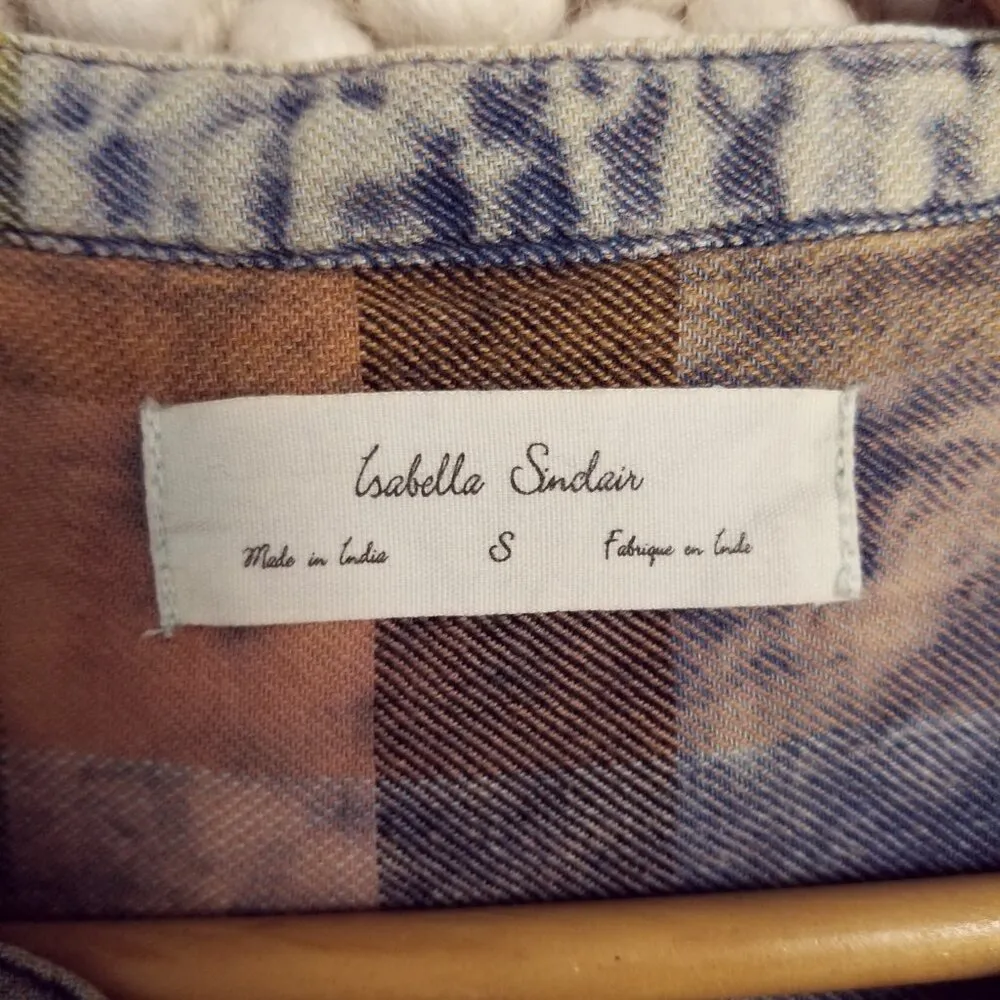 Isabella Sinclair
Made in India S Fabrique en Inde